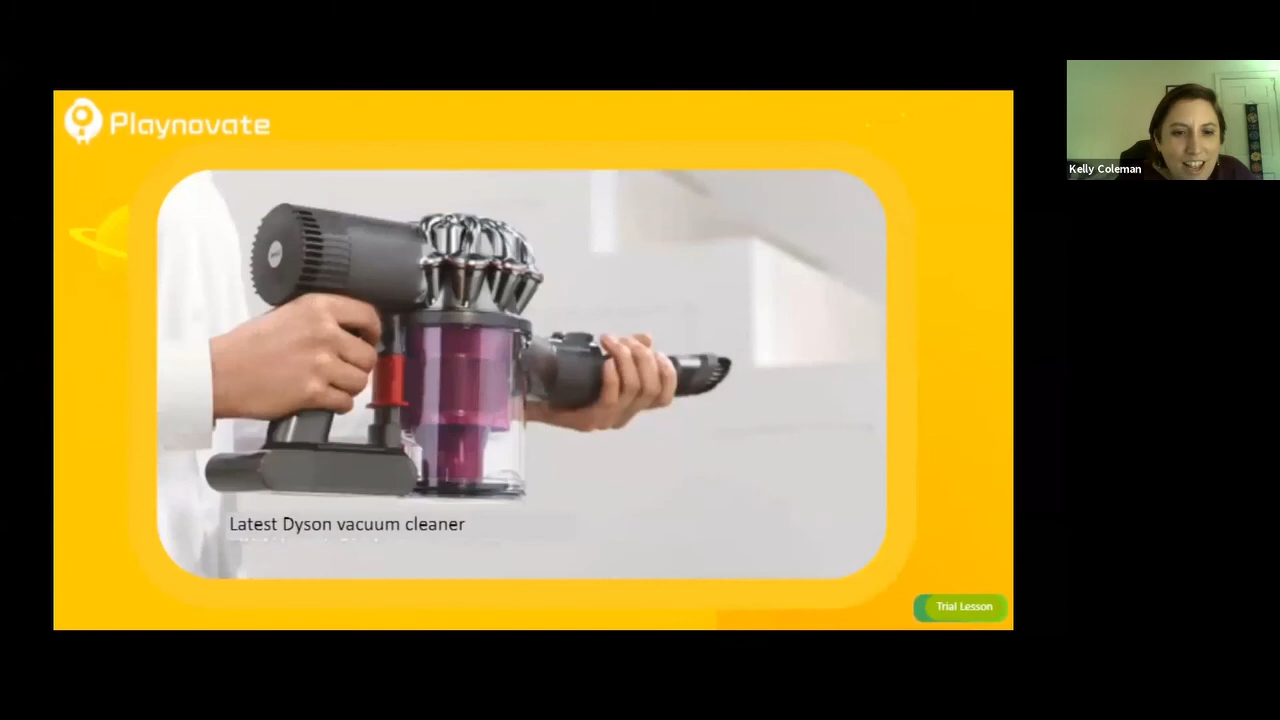 Playnovate
Kelly Coleman
Latest Dyson vacuum cleaner
Trial Lesson